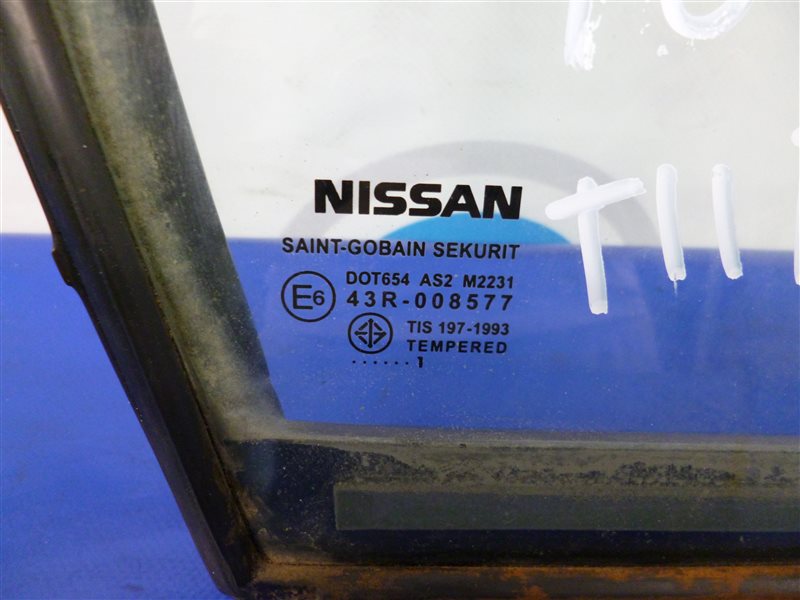 NISSAN
SAINT-GOBAIN SEKURIT
DOT654 AS2 M2231
E6 43R-008577
TIS 197-1993
TEMPERED
......1